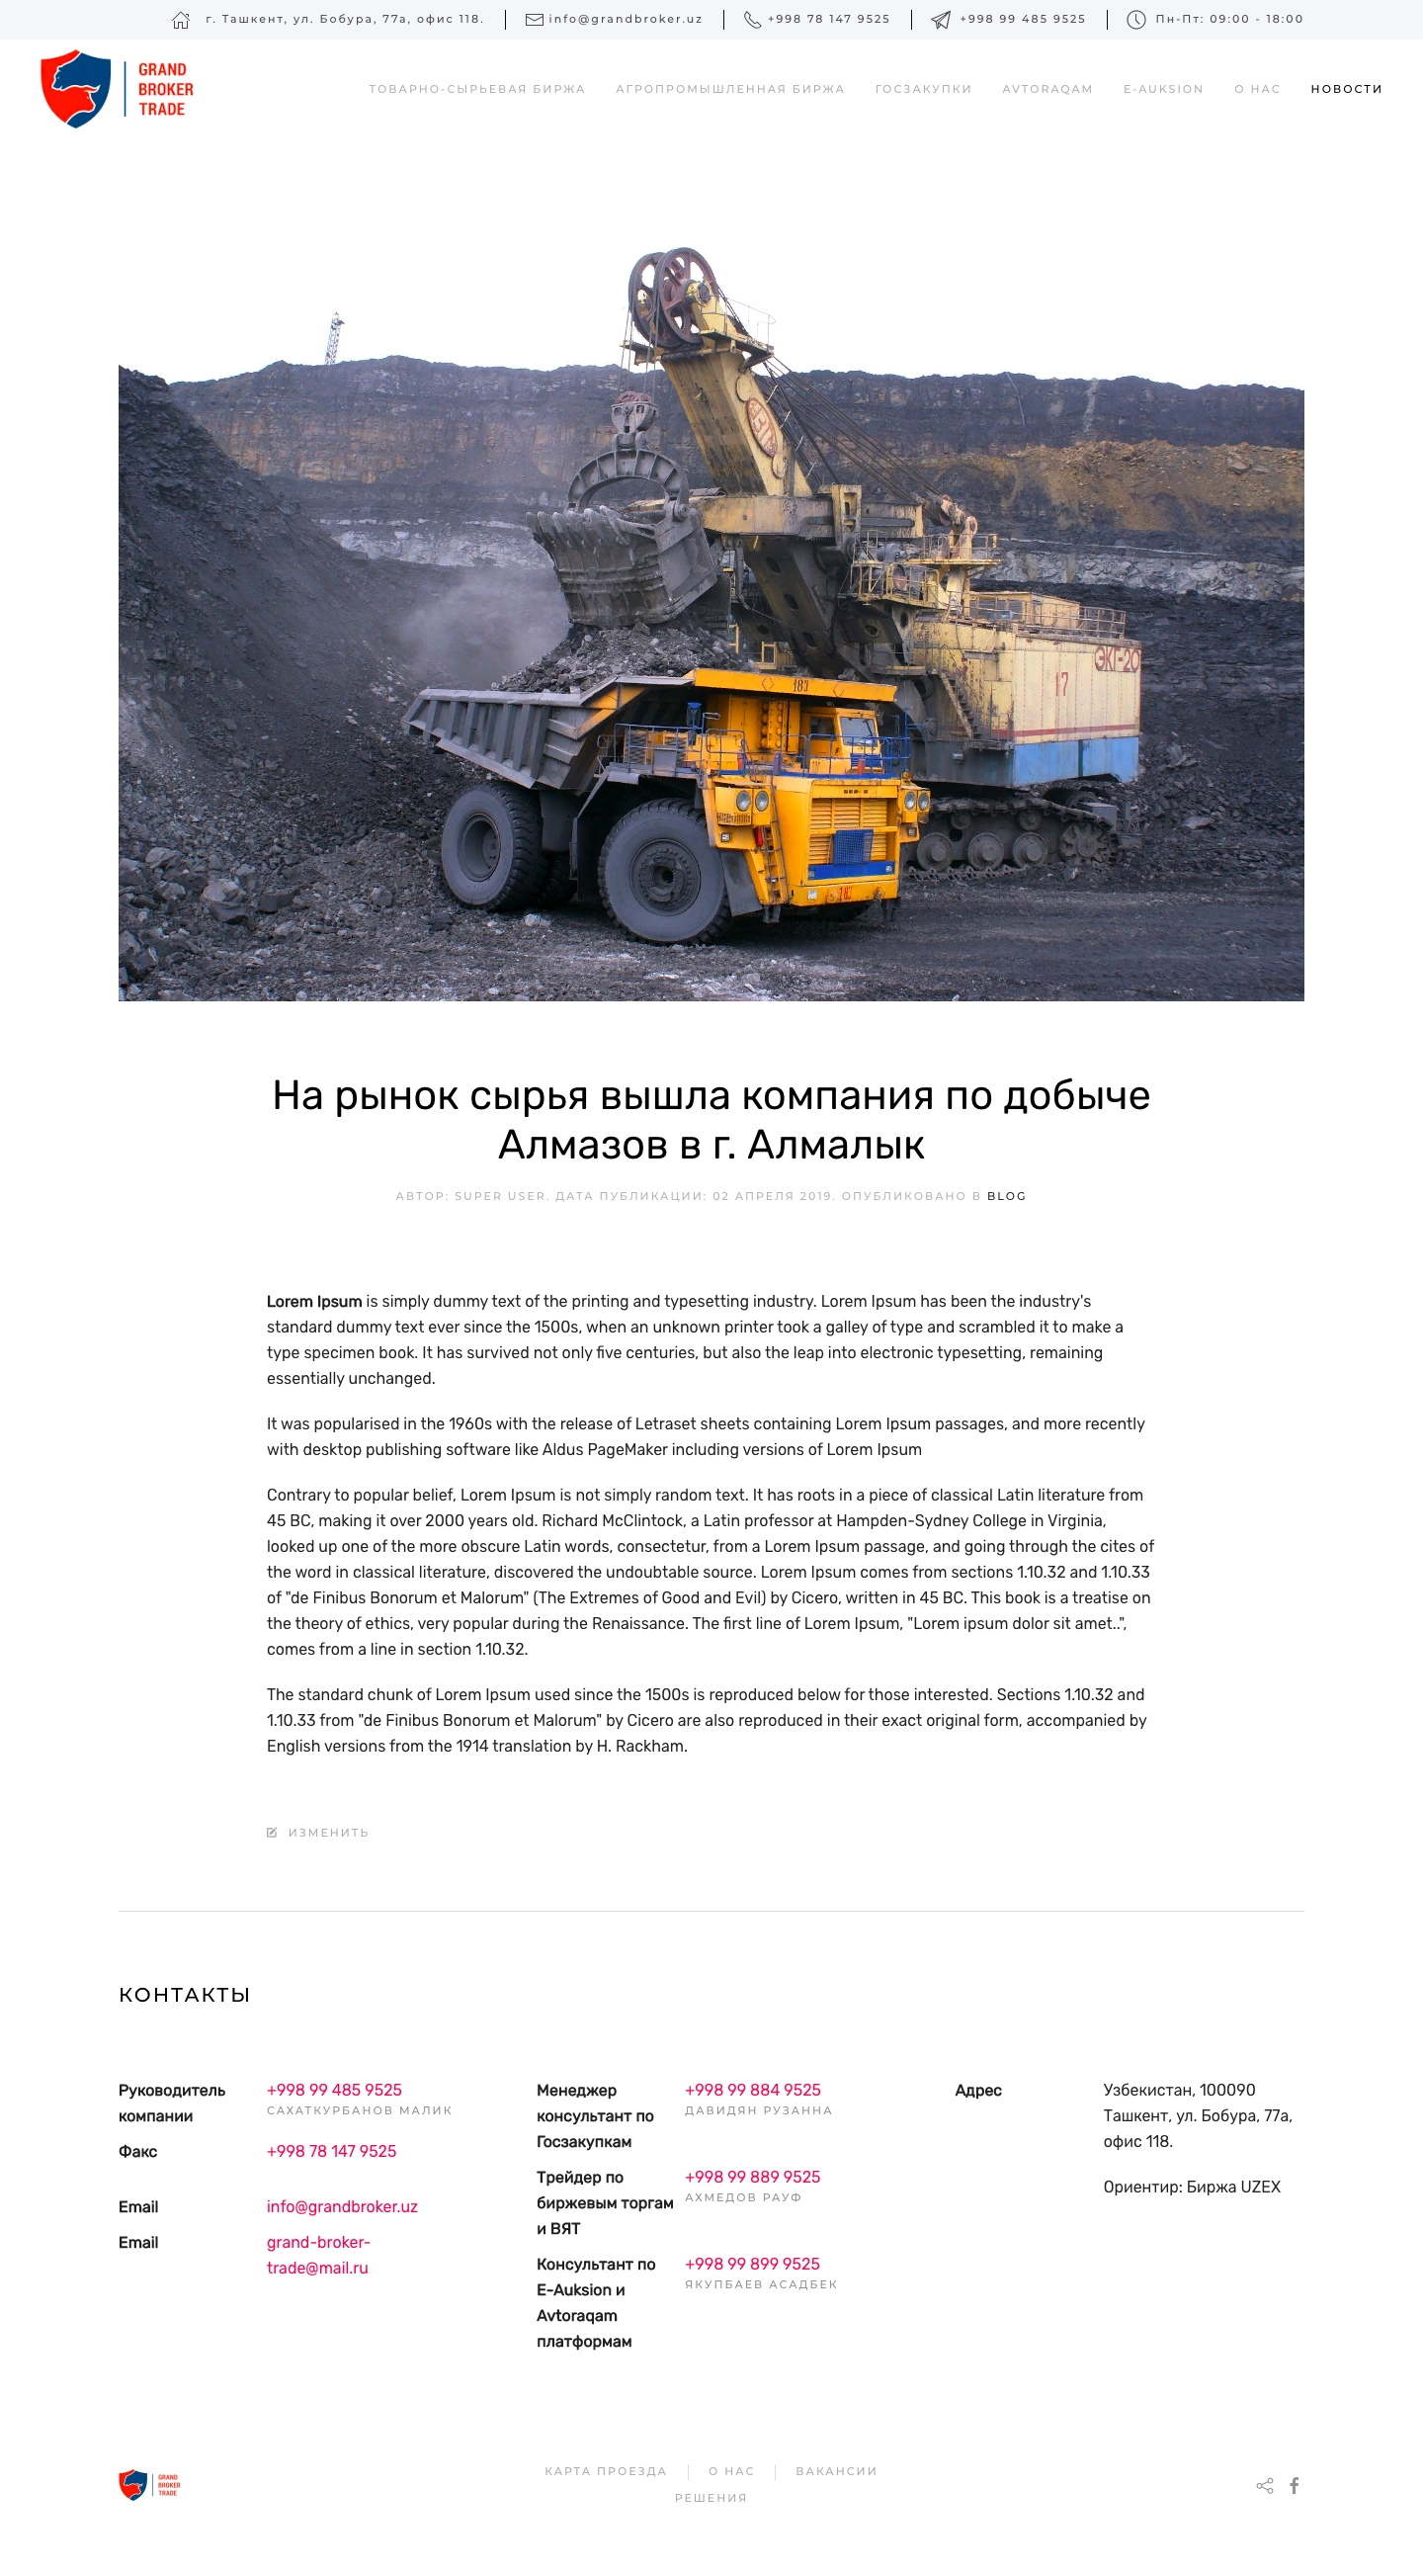 г. Ташкент, ул. Бобура, 77а, офис 118.
info@grandbroker.uz
+998 78 147 9525
+998 99 485 9525
Пн-Пт: 09:00 - 18:00
GRAND
BROKER
TRADE
ТОВАРНО-СЫРЬЕВАЯ БИРЖА
АГРОПРОМЫШЛЕННАЯ БИРЖА
ГОСЗАКУПКИ
AVTORAQAM
E-AUKSION
О НАС
НОВОСТИ
ЭКГ-20
17
183
183
На рынок сырья вышла компания по добыче
Алмазов в г. Алмалык
АВТОР: SUPER USER. ДАТА ПУБЛИКАЦИИ: 02 АПРЕЛЯ 2019. ОПУБЛИКОВАНО В BLOG
Lorem Ipsum is simply dummy text of the printing and typesetting industry. Lorem Ipsum has been the industry's
standard dummy text ever since the 1500s, when an unknown printer took a galley of type and scrambled it to make a
type specimen book. It has survived not only five centuries, but also the leap into electronic typesetting, remaining
essentially unchanged.
It was popularised in the 1960s with the release of Letraset sheets containing Lorem Ipsum passages, and more recently
with desktop publishing software like Aldus PageMaker including versions of Lorem Ipsum
Contrary to popular belief, Lorem Ipsum is not simply random text. It has roots in a piece of classical Latin literature from
45 BC, making it over 2000 years old. Richard McClintock, a Latin professor at Hampden-Sydney College in Virginia,
looked up one of the more obscure Latin words, consectetur, from a Lorem Ipsum passage, and going through the cites of
the word in classical literature, discovered the undoubtable source. Lorem Ipsum comes from sections 1.10.32 and 1.10.33
of "de Finibus Bonorum et Malorum" (The Extremes of Good and Evil) by Cicero, written in 45 BC. This book is a treatise on
the theory of ethics, very popular during the Renaissance. The first line of Lorem Ipsum, "Lorem ipsum dolor sit amet..",
comes from a line in section 1.10.32.
The standard chunk of Lorem Ipsum used since the 1500s is reproduced below for those interested. Sections 1.10.32 and
1.10.33 from "de Finibus Bonorum et Malorum" by Cicero are also reproduced in their exact original form, accompanied by
English versions from the 1914 translation by H. Rackham.
ИЗМЕНИТЬ
КОНТАКТЫ
Руководитель
компании
+998 99 485 9525
САХАТКУРБАНОВ МАЛИК
Факс
+998 78 147 9525
Email
info@grandbroker.uz
Email
grand-broker-
trade@mail.ru
Менеджер
консультант по
Госзакупкам
+998 99 884 9525
ДАВИДЯН РУЗАННА
Трейдер по
биржевым торгам
и ВЯТ
+998 99 889 9525
АХМЕДОВ РАУФ
Консультант по
E-Auksion и
Avtoraqam
платформам
+998 99 899 9525
ЯКУПБАЕВ АСАДБЕК
Адрес
Узбекистан, 100090
Ташкент, ул. Бобура, 77а,
офис 118.
Ориентир: Биржа UZEX
GRAND
BROKER
TRADE
КАРТА ПРОЕЗДА
О НАС
ВАКАНСИИ
РЕШЕНИЯ